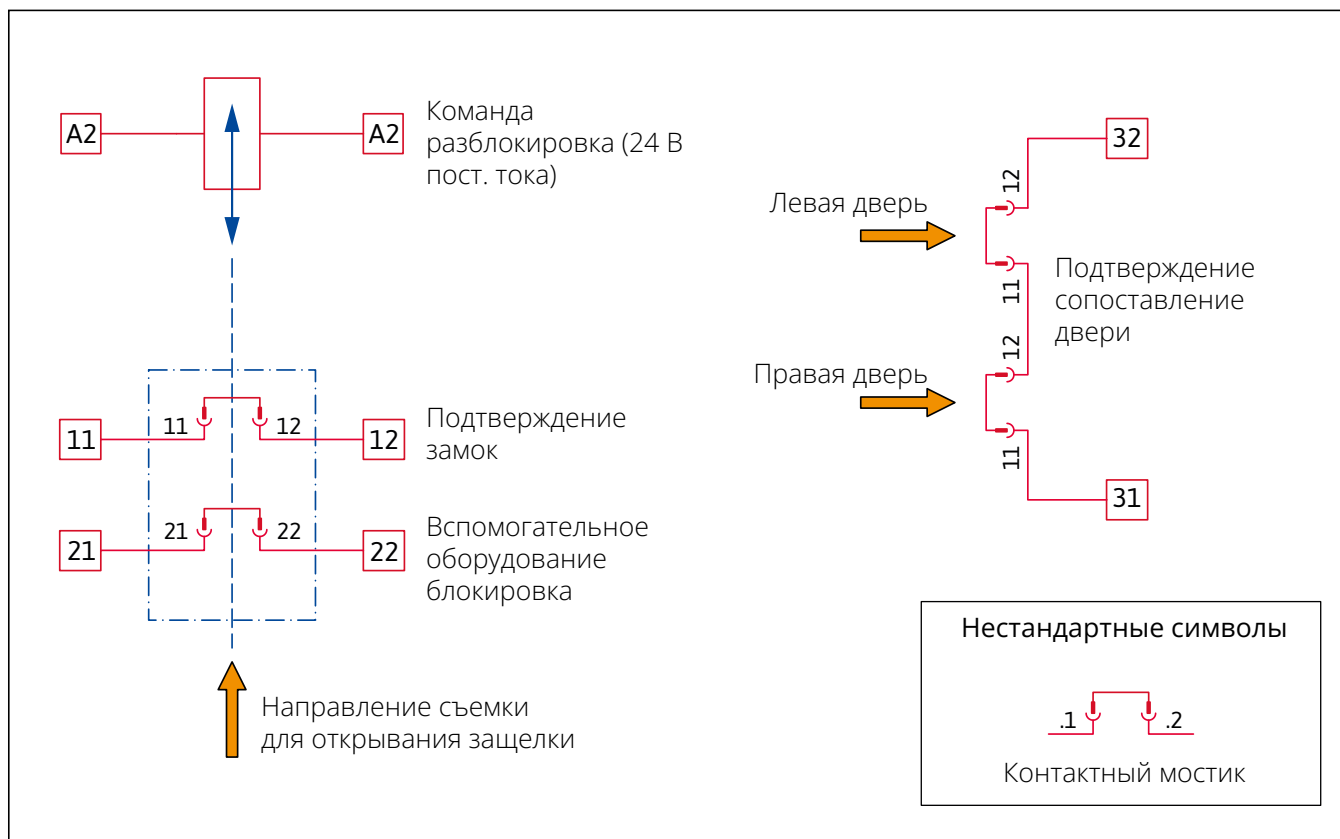 A2
A2
Команда
разблокировка (24 В
пост. тока)
11
11
12
12
Подтверждение
замок
21
21
22
22
Вспомогательное
оборудование
блокировка
Направление съемки
для открывания защелки
32
12
Левая дверь
11
Подтверждение
сопоставление
двери
12
Правая дверь
11
31
Нестандартные символы
.1
.2
Контактный мостик